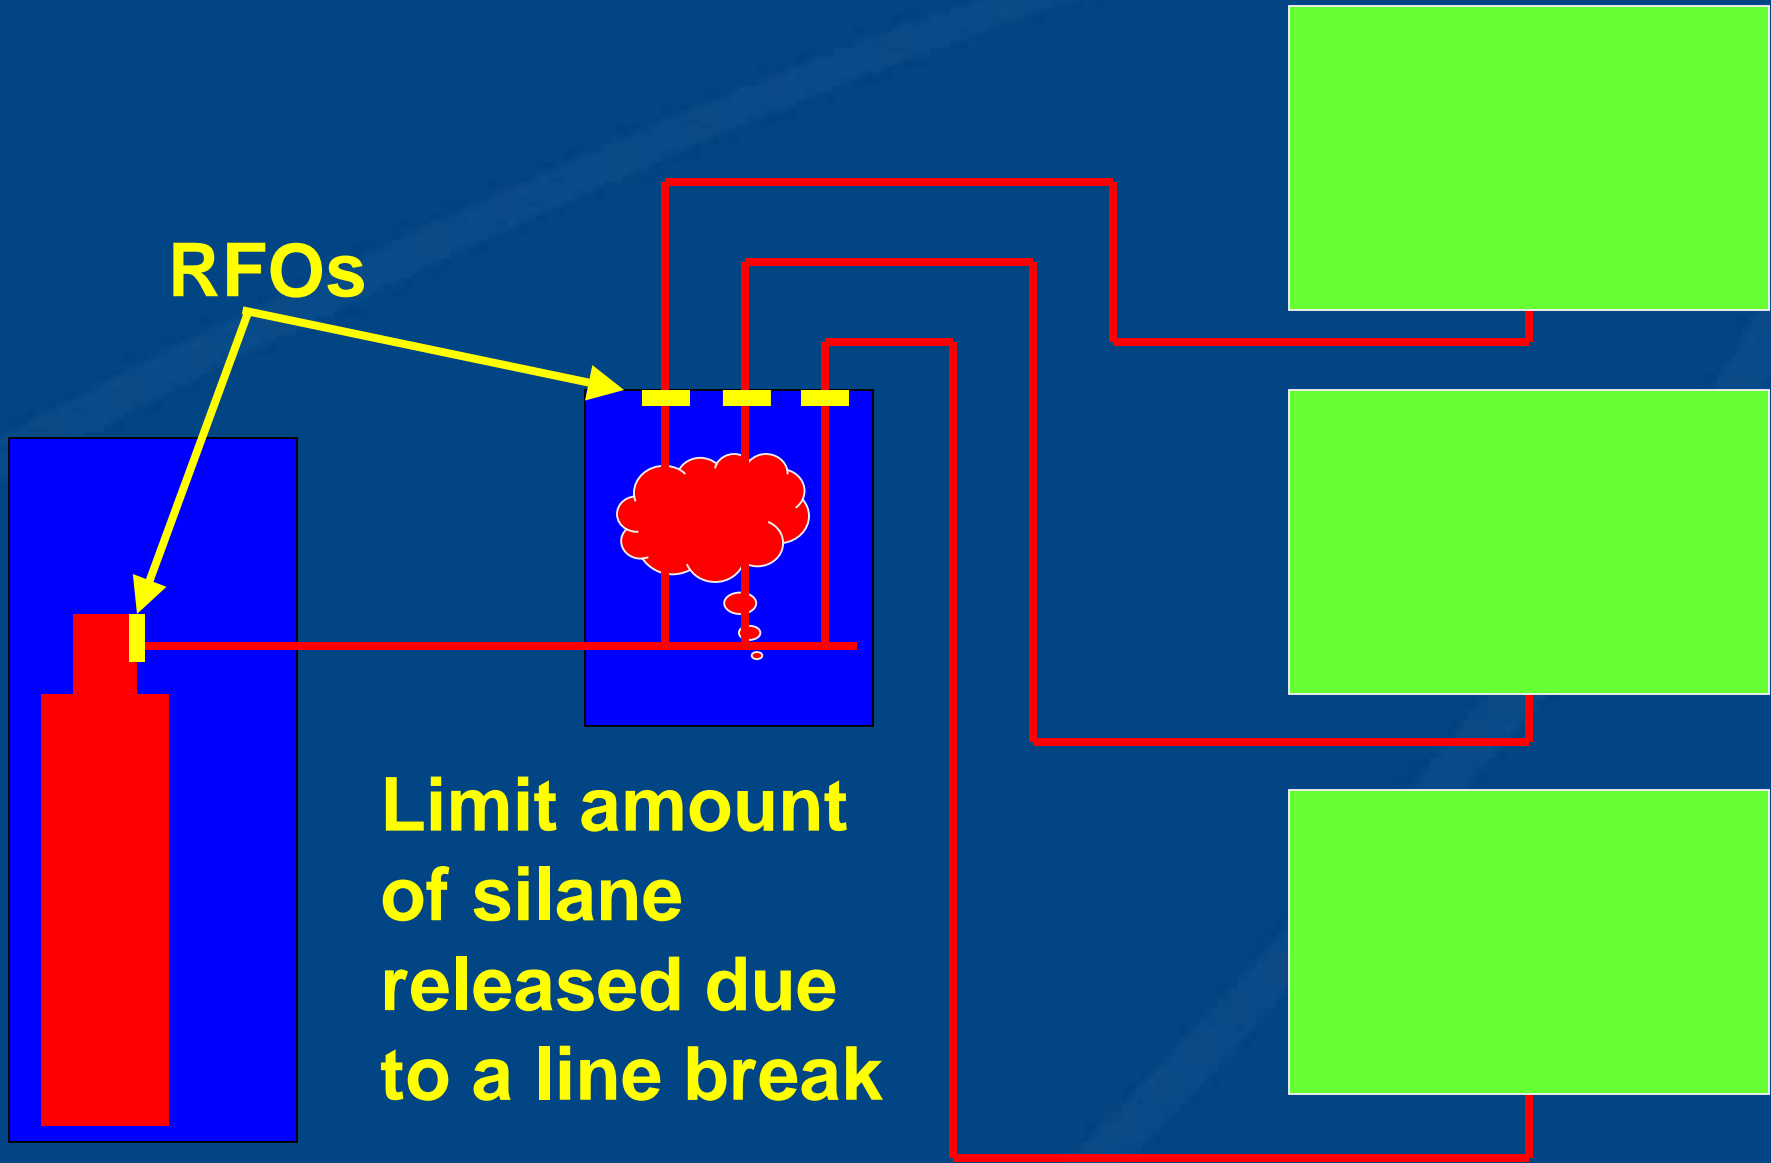 RFOs
Limit amount
of silane
released due
to a line break